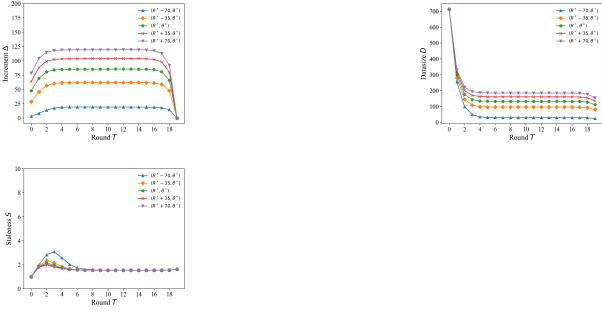 200
175
150
125
100
75
50
25
0
Increment Δ
(R* − 70, θ*)
(R* − 35, θ*)
(R*, θ*)
(R* + 35, θ*)
(R* + 70, θ*)
0 2 4 6 8 10 12 14 16 18
Round T
700
600
500
400
300
200
100
0
Datasize D
(R* − 70, θ*)
(R* − 35, θ*)
(R*, θ*)
(R* + 35, θ*)
(R* + 70, θ*)
0 2 4 6 8 10 12 14 16 18
Round T
10
8
6
4
2
0
Staleness S
(R* − 70, θ*)
(R* − 35, θ*)
(R*, θ*)
(R* + 35, θ*)
(R* + 70, θ*)
0 2 4 6 8 10 12 14 16 18
Round T